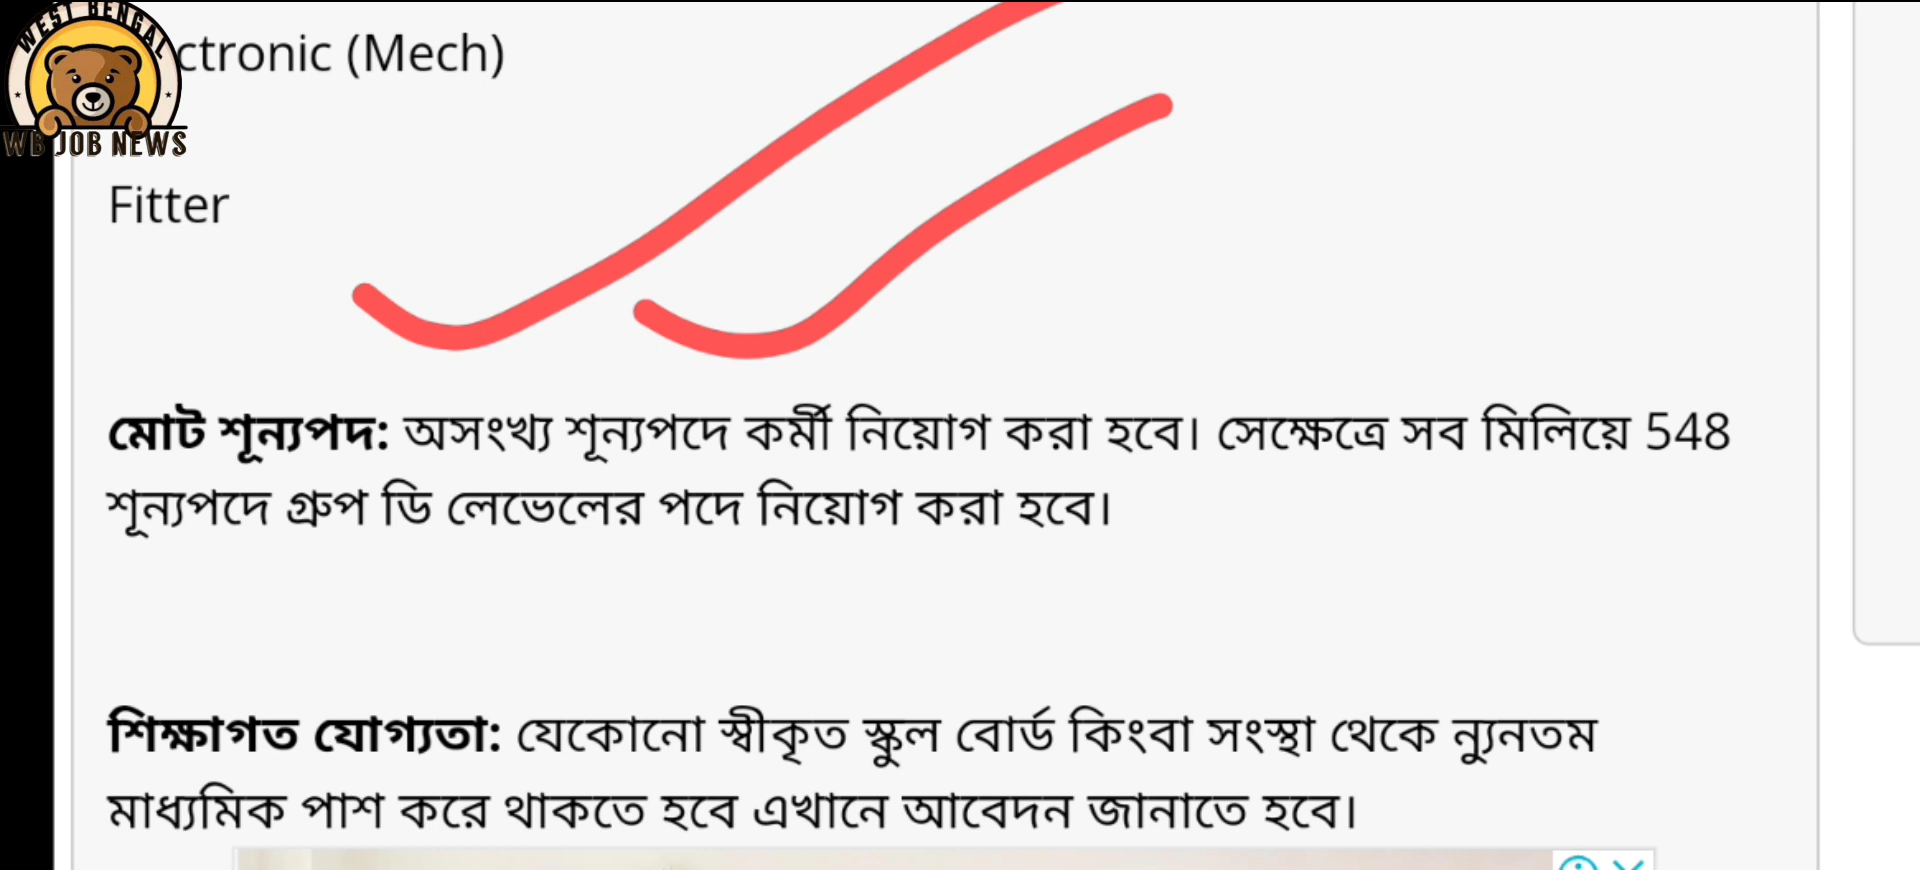 WEST BENGAL
WB JOB NEWS
ctronic (Mech)
Fitter
মোট শূন্যপদ: অসংখ্য শূন্যপদে কর্মী নিয়োগ করা হবে। সেক্ষেত্রে সব মিলিয়ে 548
শূন্যপদে গ্রুপ ডি লেভেলের পদে নিয়োগ করা হবে।
শিক্ষাগত যোগ্যতা: যেকোনো স্বীকৃত স্কুল বোর্ড কিংবা সংস্থা থেকে ন্যুনতম
মাধ্যমিক পাশ করে থাকতে হবে এখানে আবেদন জানাতে হবে।